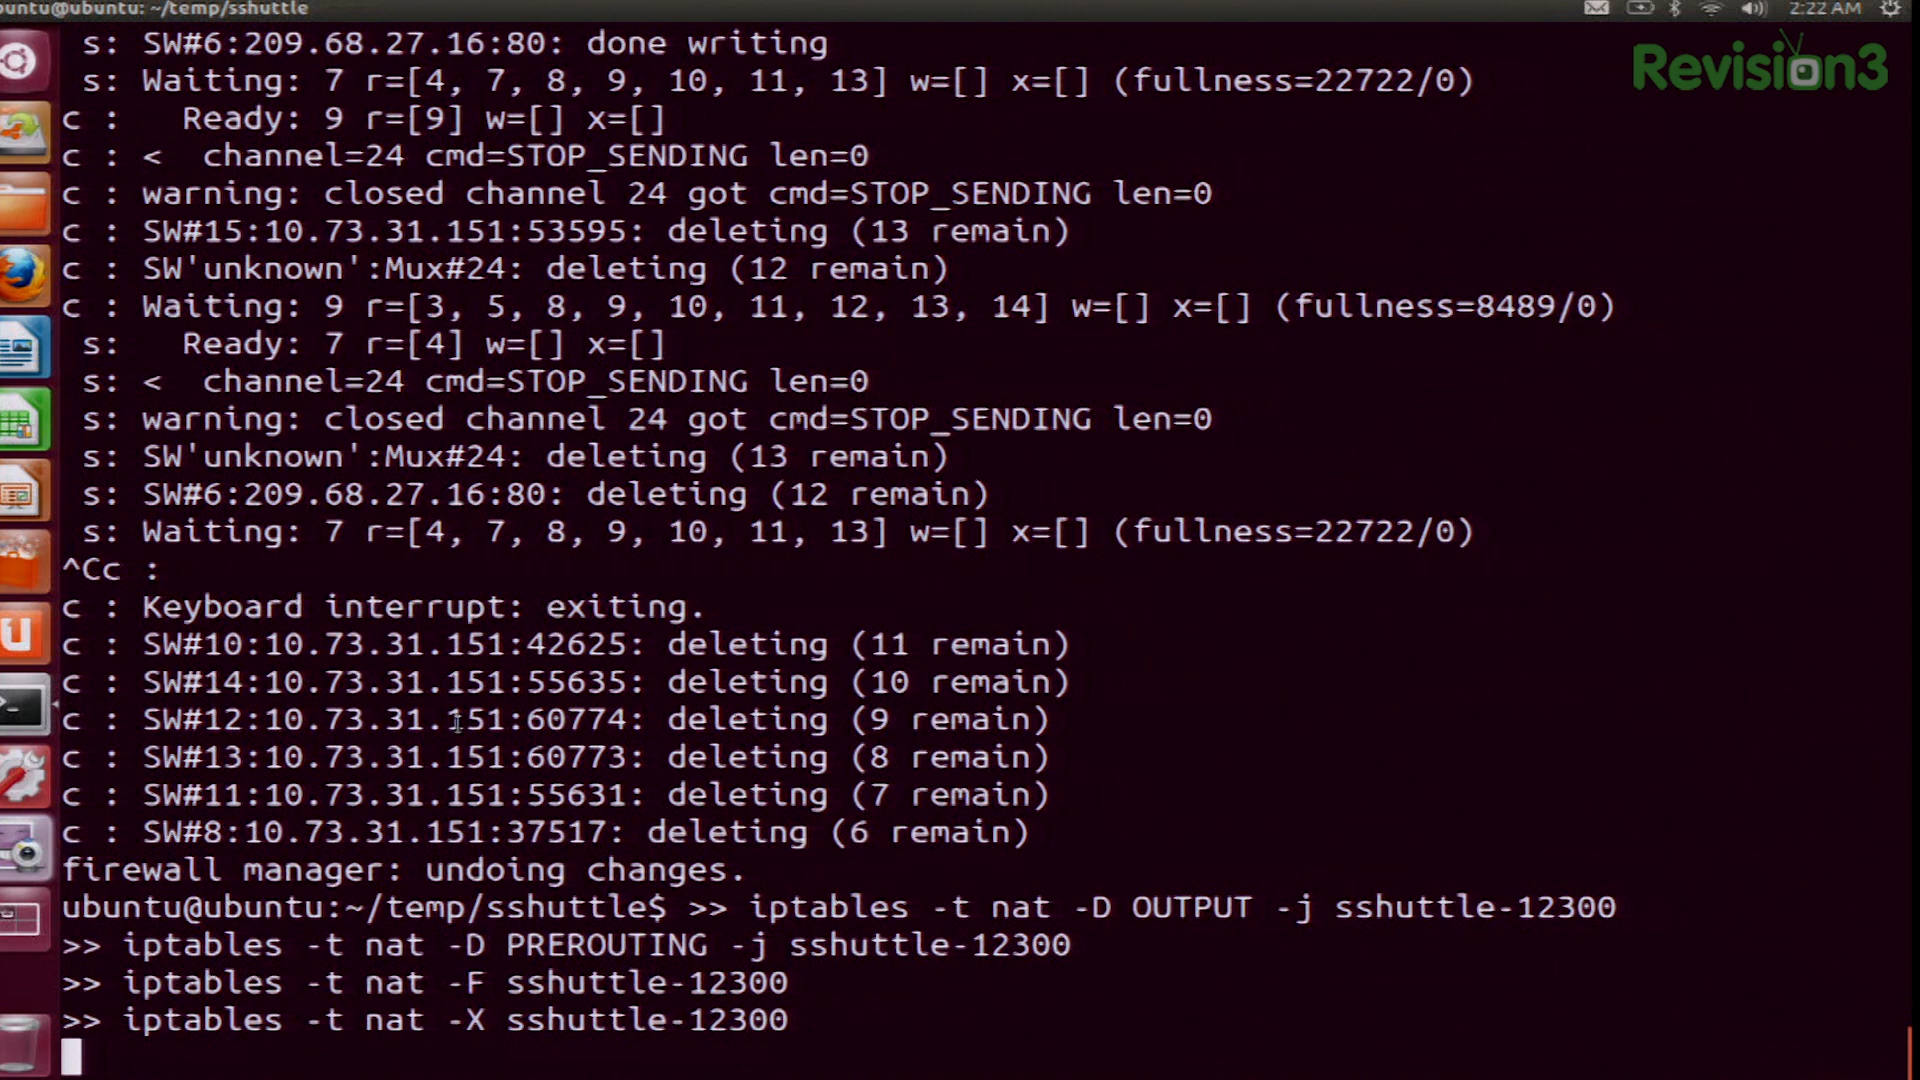 ubuntu@ubuntu: ~/temp/sshuttle
2:22 AM
Revision3
s: SW#6:209.68.27.16:80: done writing
s: Waiting: 7 r=[4, 7, 8, 9, 10, 11, 13] w=[] x=[] (fullness=22722/0)
c :   Ready: 9 r=[9] w=[] x=[]
c : <  channel=24 cmd=STOP_SENDING len=0
c : warning: closed channel 24 got cmd=STOP_SENDING len=0
c : SW#15:10.73.31.151:53595: deleting (13 remain)
c : SW'unknown':Mux#24: deleting (12 remain)
c : Waiting: 9 r=[3, 5, 8, 9, 10, 11, 12, 13, 14] w=[] x=[] (fullness=8489/0)
s:   Ready: 7 r=[4] w=[] x=[]
s: <  channel=24 cmd=STOP_SENDING len=0
s: warning: closed channel 24 got cmd=STOP_SENDING len=0
s: SW'unknown':Mux#24: deleting (13 remain)
s: SW#6:209.68.27.16:80: deleting (12 remain)
s: Waiting: 7 r=[4, 7, 8, 9, 10, 11, 13] w=[] x=[] (fullness=22722/0)
^Cc :
c : Keyboard interrupt: exiting.
c : SW#10:10.73.31.151:42625: deleting (11 remain)
c : SW#14:10.73.31.151:55635: deleting (10 remain)
c : SW#12:10.73.31.151:60774: deleting (9 remain)
c : SW#13:10.73.31.151:60773: deleting (8 remain)
c : SW#11:10.73.31.151:55631: deleting (7 remain)
c : SW#8:10.73.31.151:37517: deleting (6 remain)
firewall manager: undoing changes.
ubuntu@ubuntu:~/temp/sshuttle$ >> iptables -t nat -D OUTPUT -j sshuttle-12300
>> iptables -t nat -D PREROUTING -j sshuttle-12300
>> iptables -t nat -F sshuttle-12300
>> iptables -t nat -X sshuttle-12300